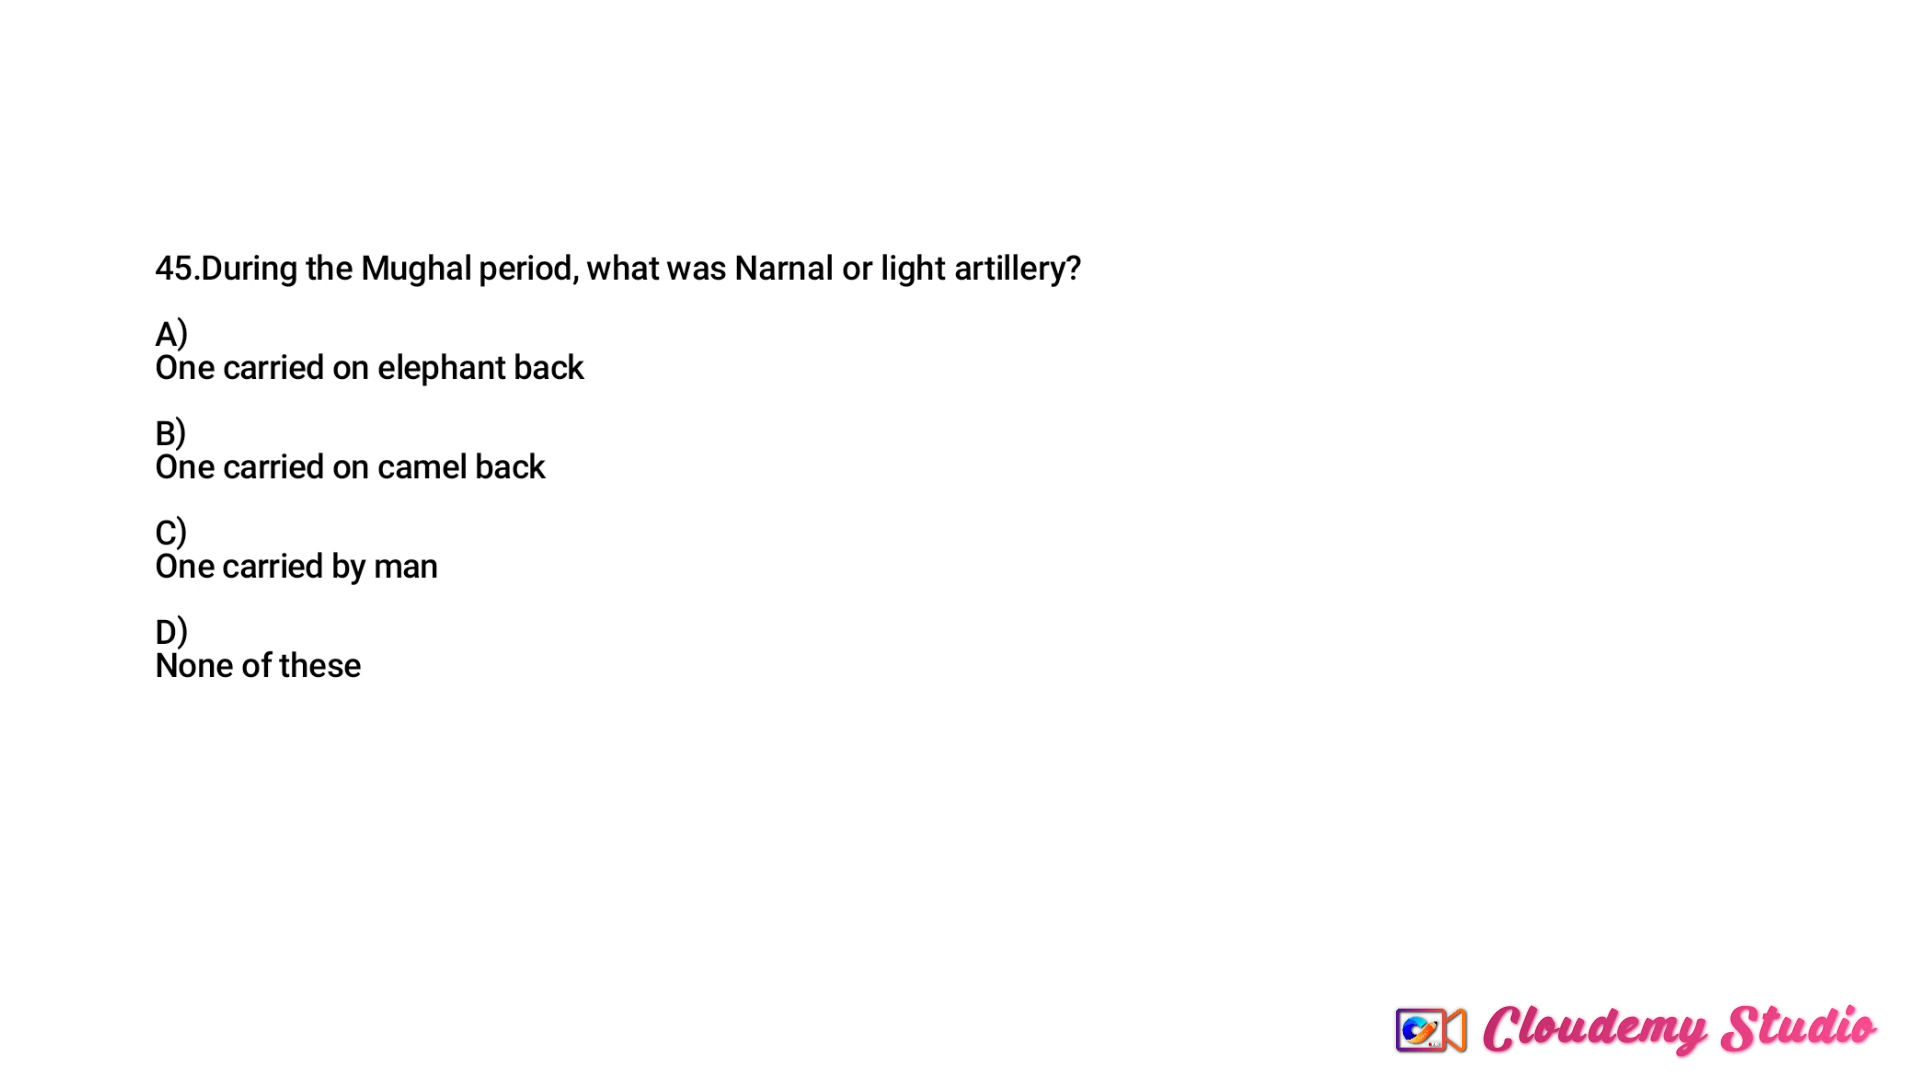 45.During the Mughal period, what was Narnal or light artillery?
A)
One carried on elephant back
B)
One carried on camel back
C)
One carried by man
D)
None of these
Cloudemy Studio